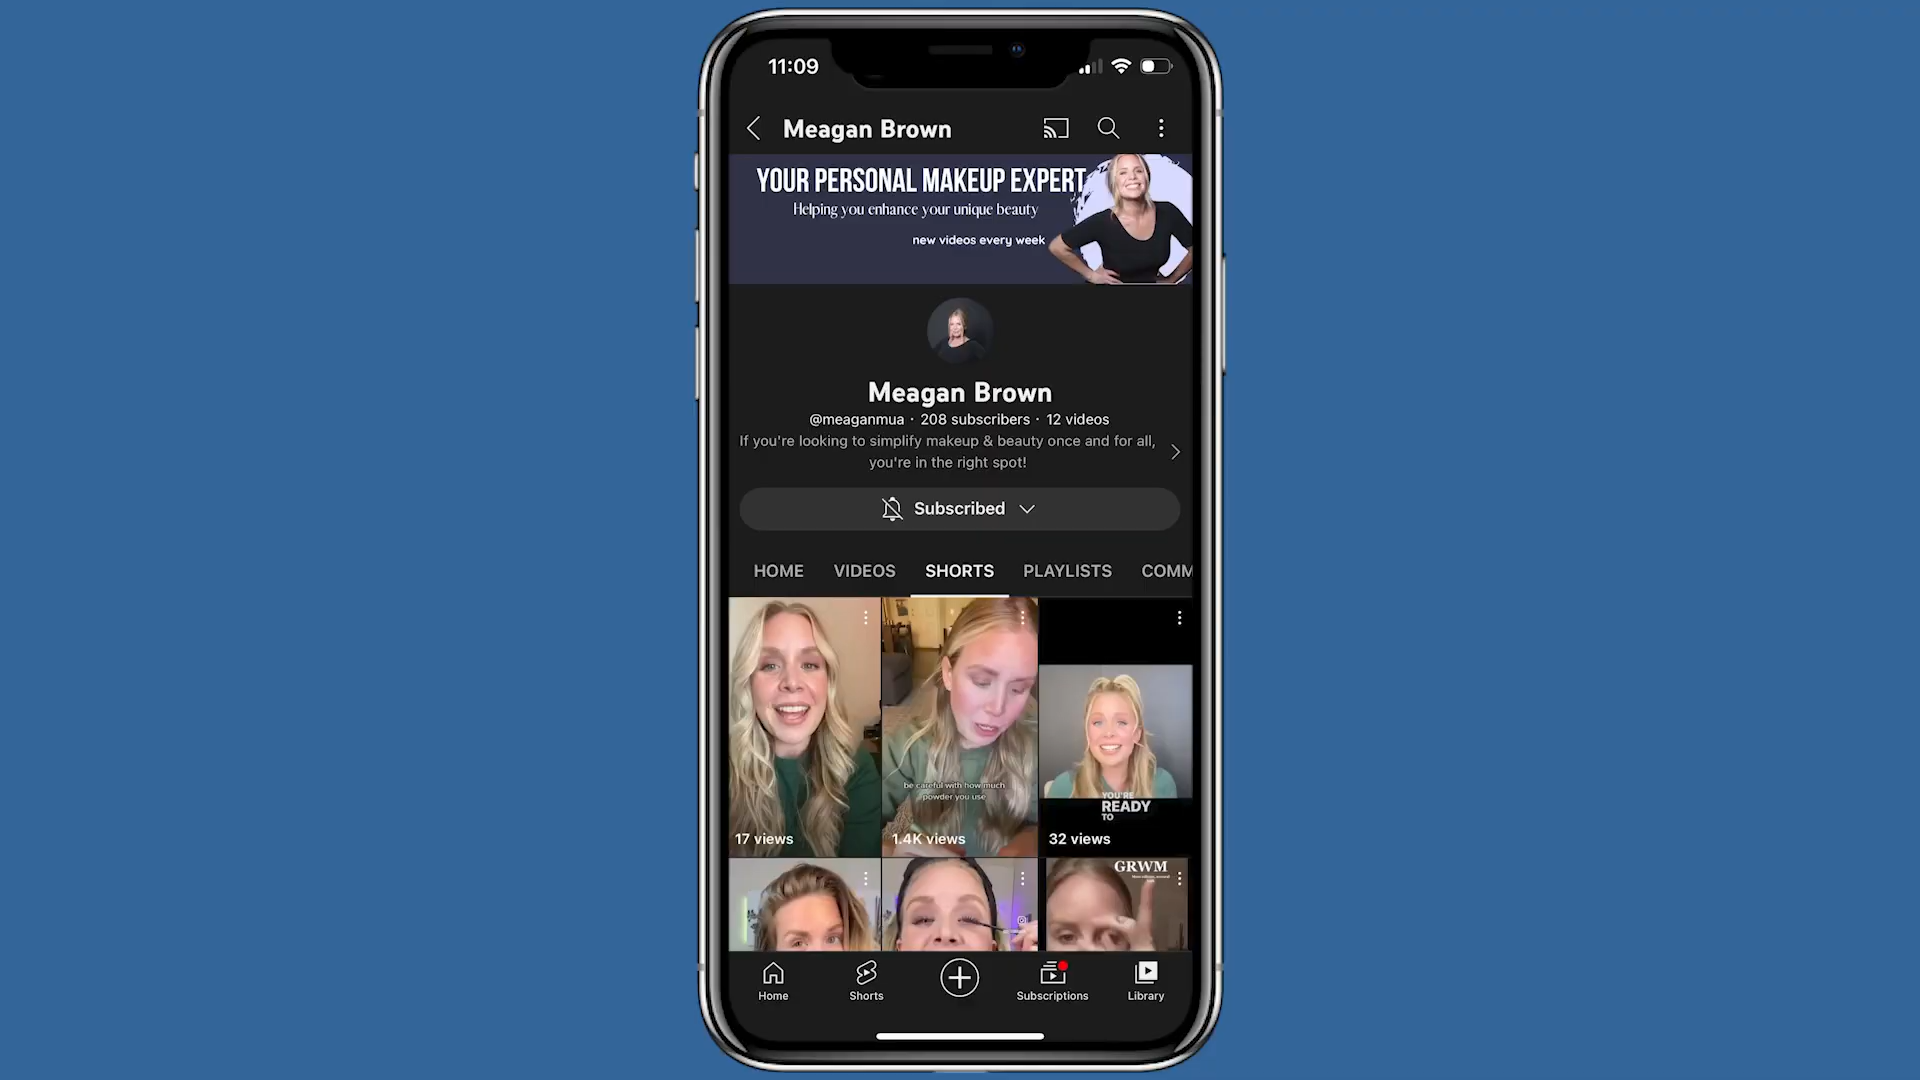 11:09
Meagan Brown
YOUR PERSONAL MAKEUP EXPERT
Helping you enhance your unique beauty
new videos every week
Meagan Brown
@meaganmua · 208 subscribers · 12 videos
If you're looking to simplify makeup & beauty once and for all,
you're in the right spot!
Subscribed
HOME VIDEOS SHORTS PLAYLISTS COMM
be careful with how much
powder you use
YOU'RE
READY
TO
17 views 1.4K views 32 views
GRWM
Home Shorts Subscriptions Library